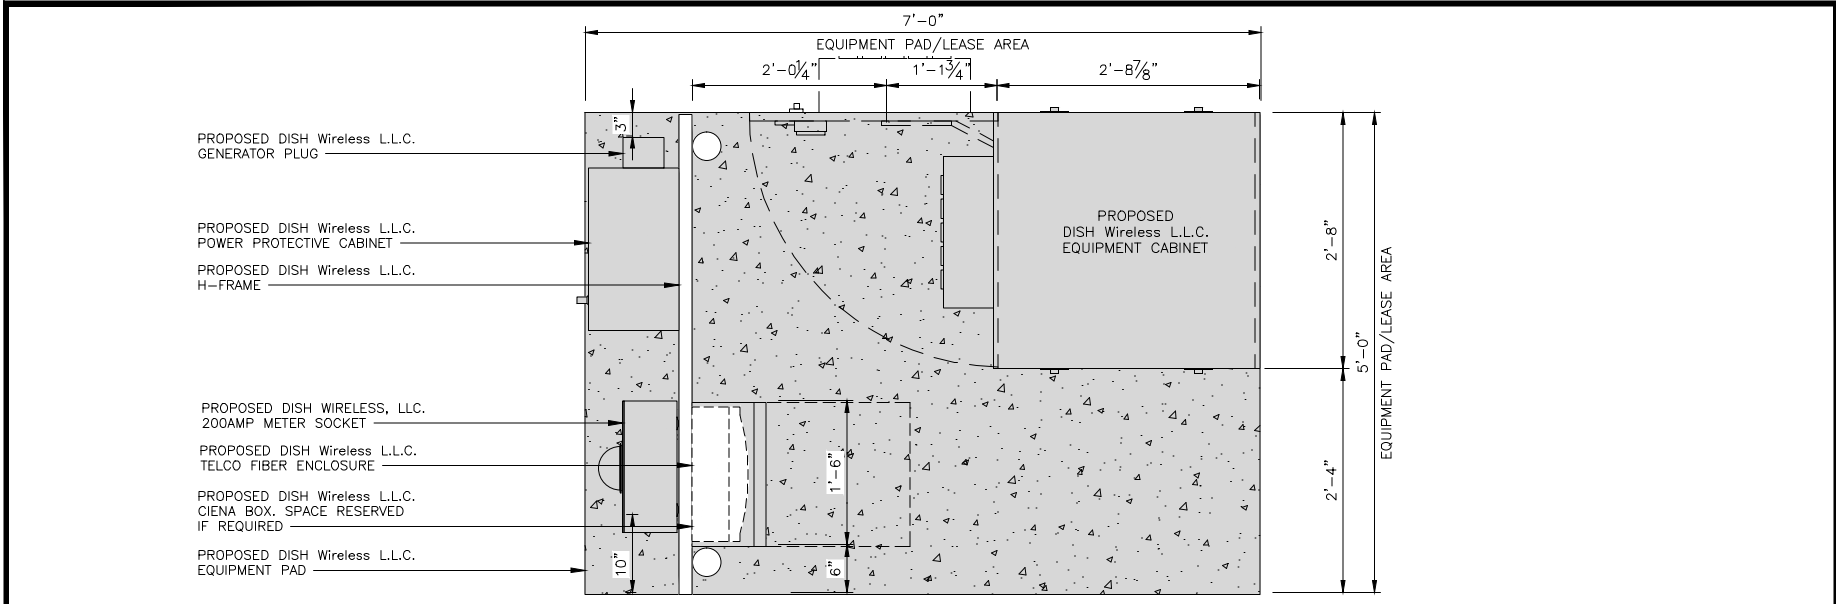 7'-0"
EQUIPMENT PAD/LEASE AREA
2'-0¼"
1'-1¾"
2'-8⅞"
3"
PROPOSED DISH Wireless L.L.C.
GENERATOR PLUG
PROPOSED DISH Wireless L.L.C.
POWER PROTECTIVE CABINET
PROPOSED DISH Wireless L.L.C.
H-FRAME
PROPOSED
DISH Wireless L.L.C.
EQUIPMENT CABINET
2'-8"
5'-0"
EQUIPMENT PAD/LEASE AREA
PROPOSED DISH WIRELESS, LLC.
200AMP METER SOCKET
PROPOSED DISH Wireless L.L.C.
TELCO FIBER ENCLOSURE
PROPOSED DISH Wireless L.L.C.
CIENA BOX. SPACE RESERVED
IF REQUIRED
PROPOSED DISH Wireless L.L.C.
EQUIPMENT PAD
1'-6"
2'-4"
10"
6"